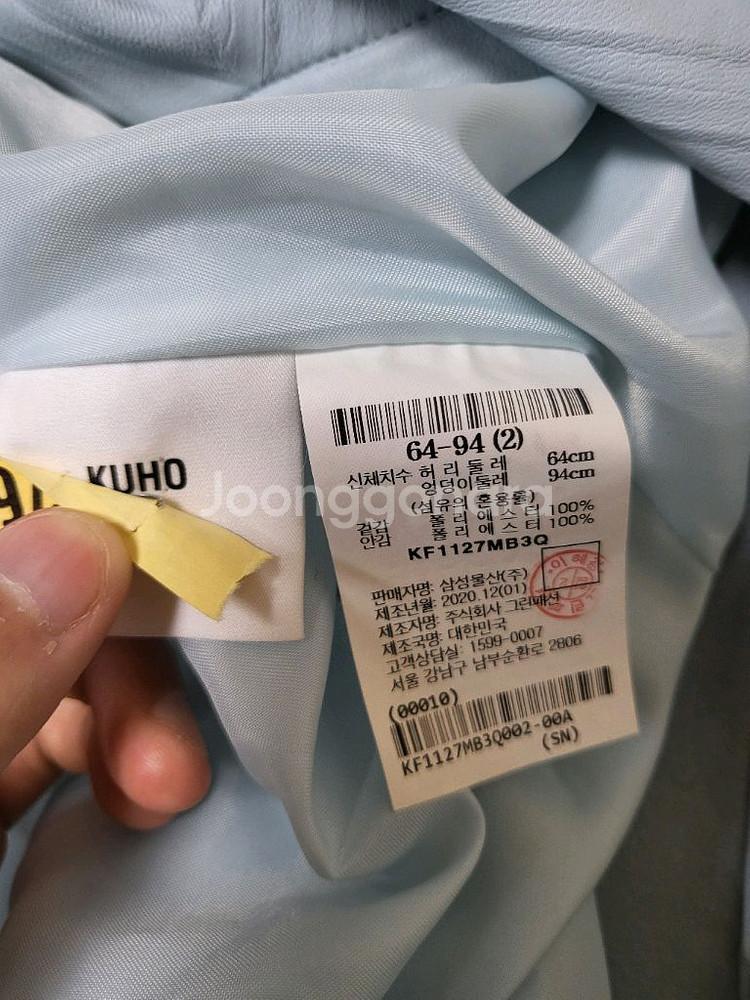 KUHO
Joonggonara
64-94 (2)
신체치수 허 리 둘 레 64cm
엉덩이둘레 94cm
(섬유의 혼용률)
겉감 폴 리 에 스 터 100%
안감 폴 리 에 스 터 100%
KF1127MB3Q
판매자명: 삼성물산(주)
제조년월: 2020.12(01)
제조자명: 주식회사 그린패션
제조국명: 대한민국
고객상담실: 1599-0007
서울 강남구 남부순환로 2806
(00010)
KF1127MB3Q002-00A
(SN)